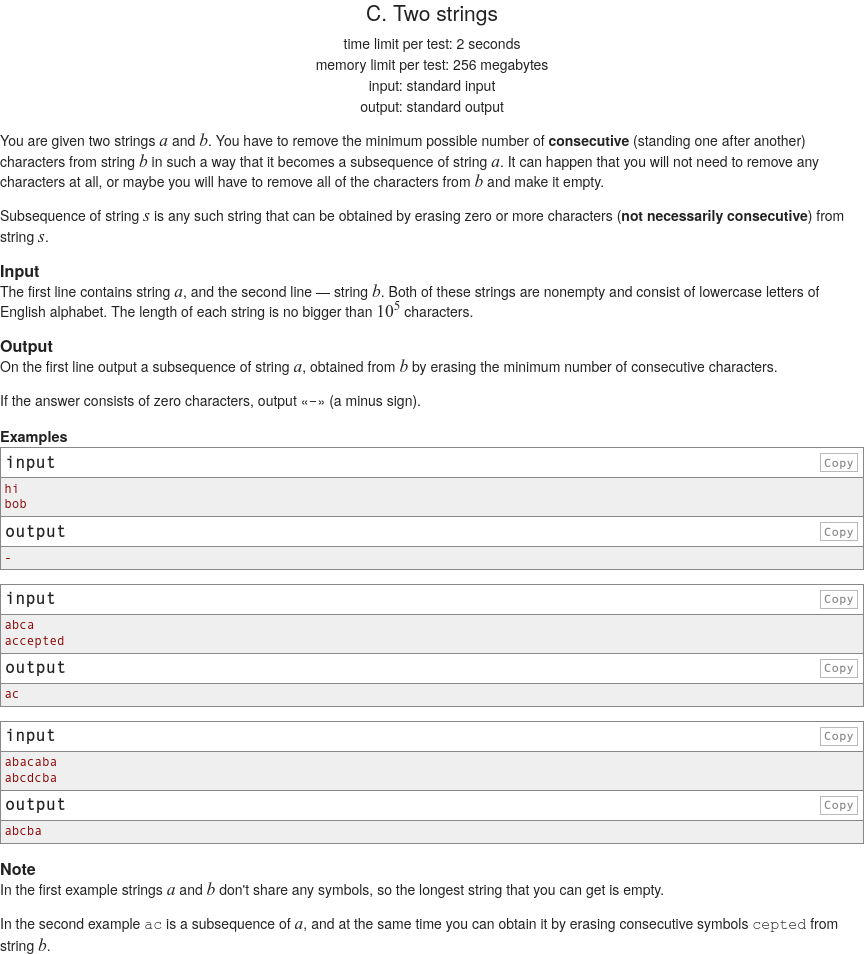 C. Two strings
time limit per test: 2 seconds
memory limit per test: 256 megabytes
input: standard input
output: standard output
You are given two strings a and b. You have to remove the minimum possible number of consecutive (standing one after another)
characters from string b in such a way that it becomes a subsequence of string a. It can happen that you will not need to remove any
characters at all, or maybe you will have to remove all of the characters from b and make it empty.
Subsequence of string s is any such string that can be obtained by erasing zero or more characters (not necessarily consecutive) from
string s.
Input
The first line contains string a, and the second line — string b. Both of these strings are nonempty and consist of lowercase letters of
English alphabet. The length of each string is no bigger than 10^5 characters.
Output
On the first line output a subsequence of string a, obtained from b by erasing the minimum number of consecutive characters.
If the answer consists of zero characters, output «−» (a minus sign).
Examples
input Copy
hi
bob
output Copy
-
input Copy
abca
accepted
output Copy
ac
input Copy
abacaba
abcdcba
output Copy
abcba
Note
In the first example strings a and b don't share any symbols, so the longest string that you can get is empty.
In the second example ac is a subsequence of a, and at the same time you can obtain it by erasing consecutive symbols cepted from
string b.